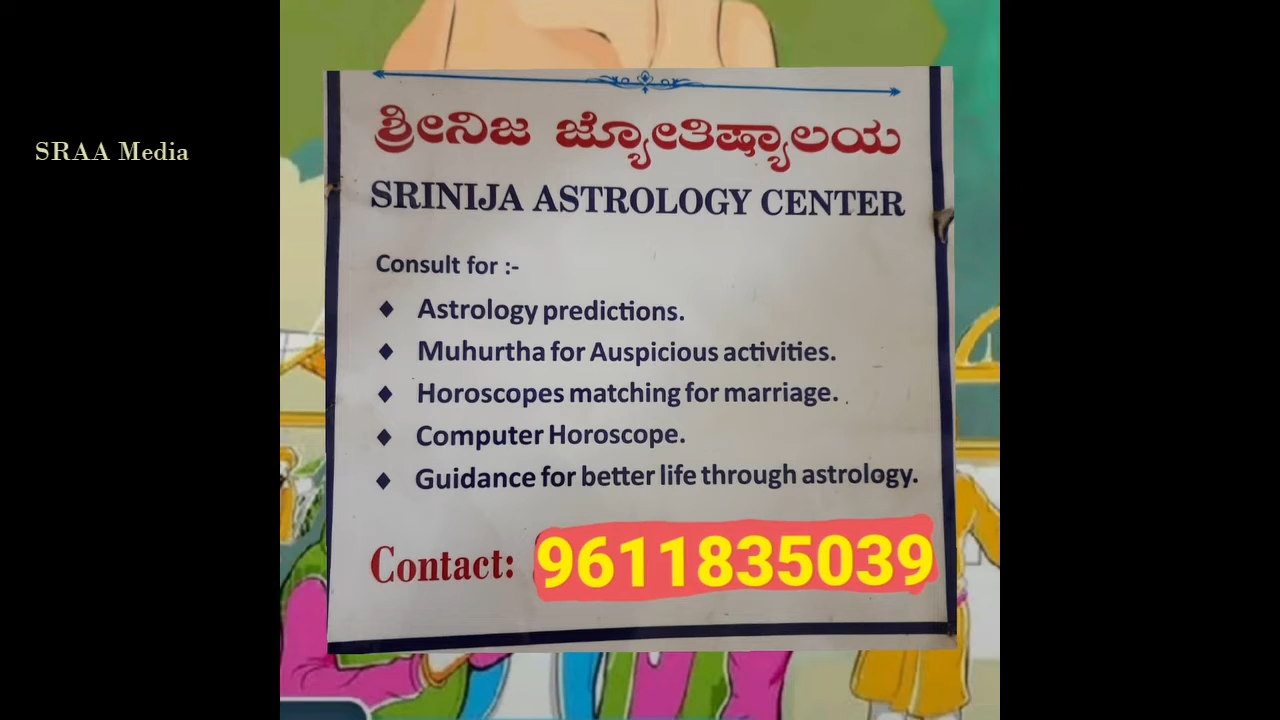 SRAA Media
ಶ್ರೀನಿಜ ಜ್ಯೋತಿಷ್ಯಾಲಯ
SRINIJA ASTROLOGY CENTER
Consult for :-
♦ Astrology predictions.
♦ Muhurtha for Auspicious activities.
♦ Horoscopes matching for marriage.
♦ Computer Horoscope.
♦ Guidance for better life through astrology.
Contact: 9611835039